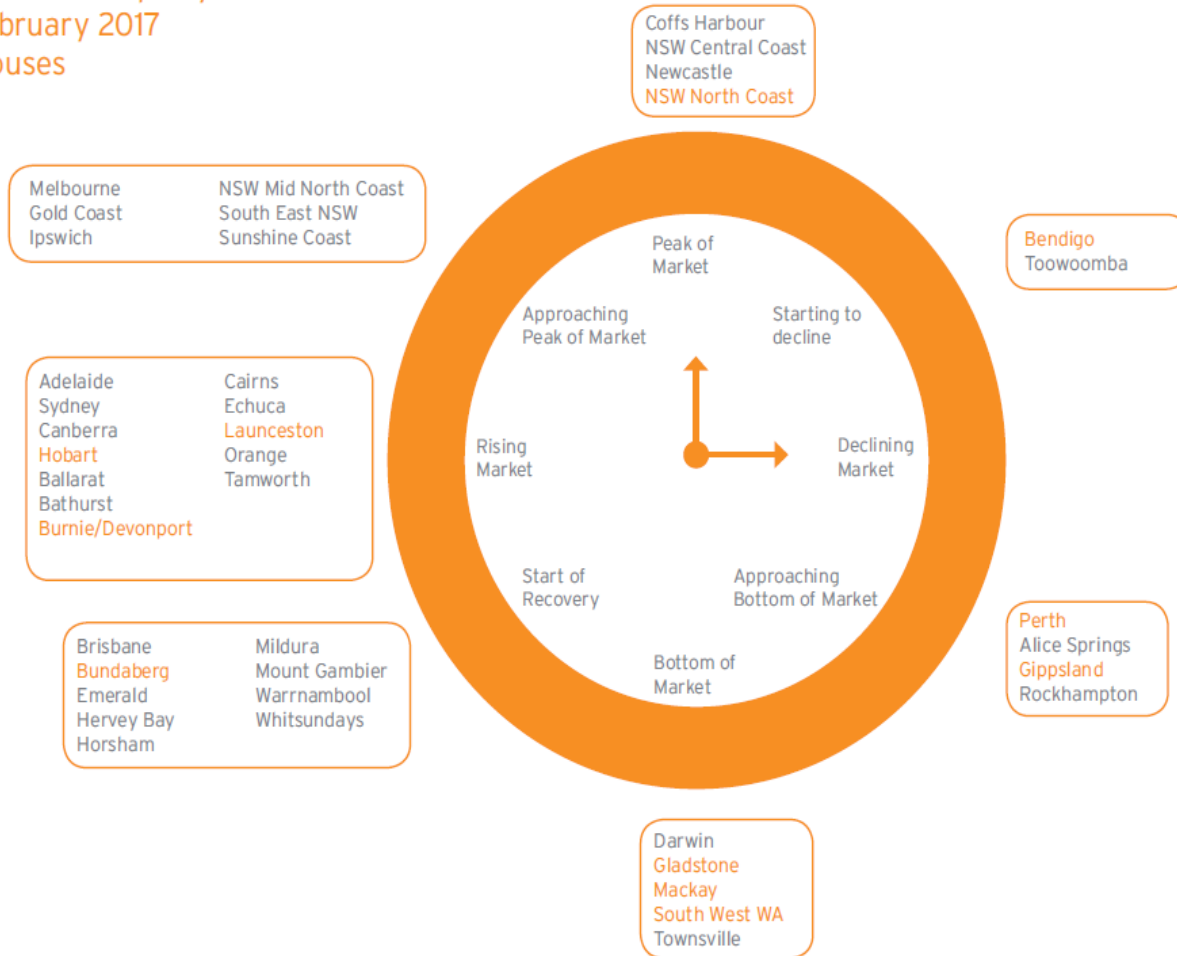 bruary 2017
ouses
Coffs Harbour
NSW Central Coast
Newcastle
NSW North Coast
Melbourne
Gold Coast
Ipswich
NSW Mid North Coast
South East NSW
Sunshine Coast
Bendigo
Toowoomba
Peak of
Market
Approaching
Peak of Market
Starting to
decline
Rising
Market
Declining
Market
Start of
Recovery
Approaching
Bottom of Market
Bottom of
Market
Adelaide
Sydney
Canberra
Hobart
Ballarat
Bathurst
Burnie/Devonport
Cairns
Echuca
Launceston
Orange
Tamworth
Brisbane
Bundaberg
Emerald
Hervey Bay
Horsham
Mildura
Mount Gambier
Warrnambool
Whitsundays
Perth
Alice Springs
Gippsland
Rockhampton
Darwin
Gladstone
Mackay
South West WA
Townsville